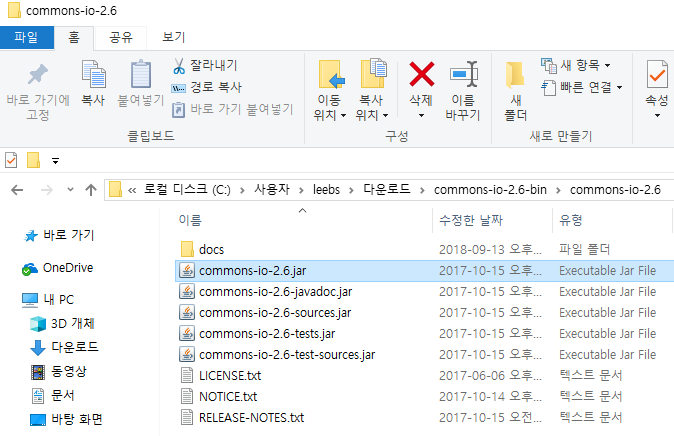 commons-io-2.6
파일 홈 공유 보기
바로 가기에 고정
복사
붙여넣기
잘라내기
경로 복사
바로 가기 붙여넣기
클립보드
이동 위치
복사 위치
삭제
이름 바꾸기
구성
새 폴더
새 항목
빠른 연결
새로 만들기
속성
« 로컬 디스크 (C:) > 사용자 > leebs > 다운로드 > commons-io-2.6-bin > commons-io-2.6
바로 가기
OneDrive
내 PC
3D 개체
다운로드
동영상
문서
바탕 화면
이름 수정한 날짜 유형
docs 2018-09-13 오후... 파일 폴더
commons-io-2.6.jar 2017-10-15 오후... Executable Jar File
commons-io-2.6-javadoc.jar 2017-10-15 오후... Executable Jar File
commons-io-2.6-sources.jar 2017-10-15 오후... Executable Jar File
commons-io-2.6-tests.jar 2017-10-15 오후... Executable Jar File
commons-io-2.6-test-sources.jar 2017-10-15 오후... Executable Jar File
LICENSE.txt 2017-06-06 오후... 텍스트 문서
NOTICE.txt 2017-10-14 오후... 텍스트 문서
RELEASE-NOTES.txt 2017-10-15 오전... 텍스트 문서